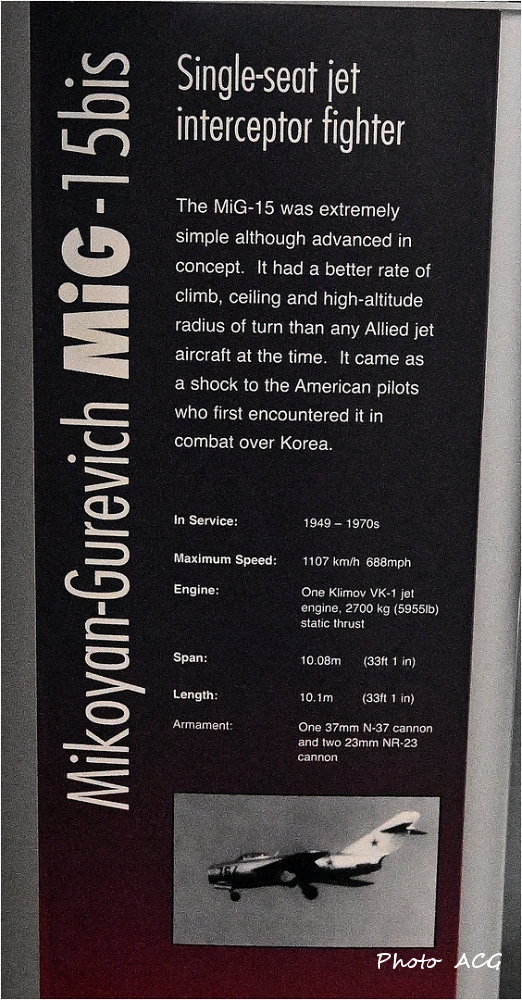 Mikoyan-Gurevich MiG-15bis
Single-seat jet
interceptor fighter
The MiG-15 was extremely
simple although advanced in
concept. It had a better rate of
climb, ceiling and high-altitude
radius of turn than any Allied jet
aircraft at the time. It came as
a shock to the American pilots
who first encountered it in
combat over Korea.
In Service: 1949 – 1970s
Maximum Speed: 1107 km/h 688mph
Engine: One Klimov VK-1 jet
engine, 2700 kg (5955lb)
static thrust
Span: 10.08m (33ft 1 in)
Length: 10.1m (33ft 1 in)
Armament: One 37mm N-37 cannon
and two 23mm NR-23
cannon
Photo ACG